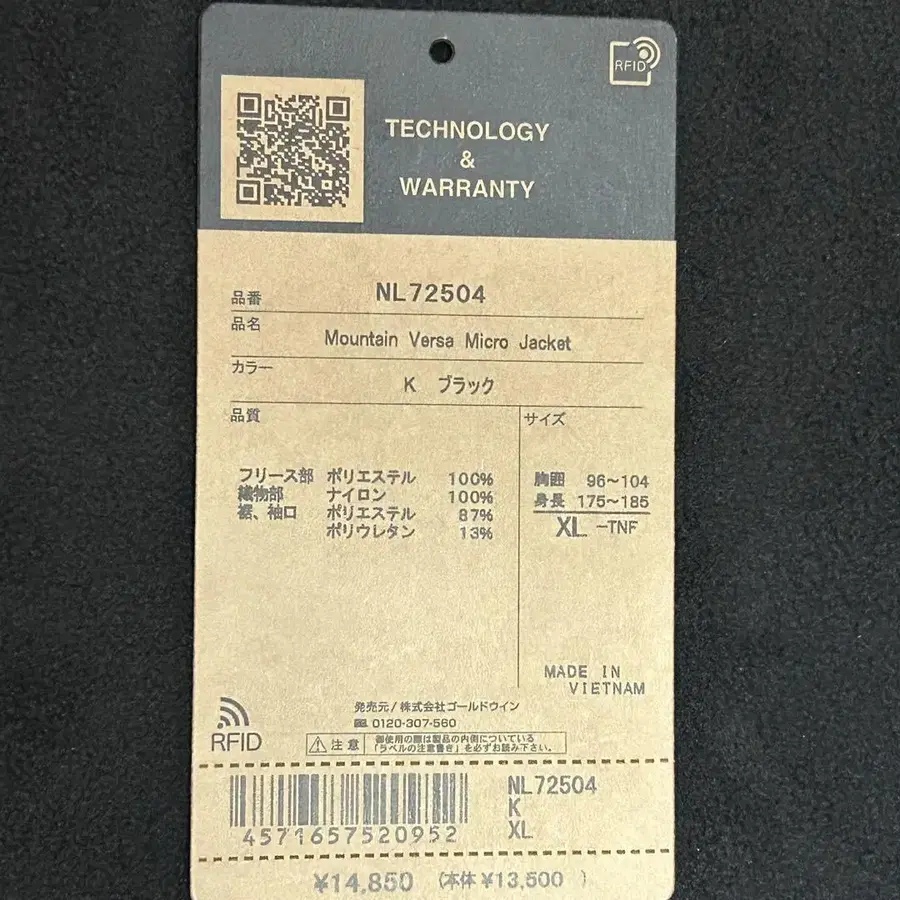 RFID
TECHNOLOGY
&
WARRANTY
品番 NL72504
品名
Mountain Versa Micro Jacket
カラー
K ブラック
品質
フリース部 ポリエステル 100%
織物部 ナイロン 100%
裾、袖口 ポリエステル 87%
ポリウレタン 13%
サイズ
胸囲 96～104
身長 175～185
XL -TNF
MADE IN
VIETNAM
発売元/株式会社ゴールドウイン
0120-307-560
RFID
注意
御使用の際は製品の内側についている
「ラベルの注意書き」を必ずお読み下さい。
4571657520952
NL72504
K
XL
¥14,850 (本体 ¥13,500 )